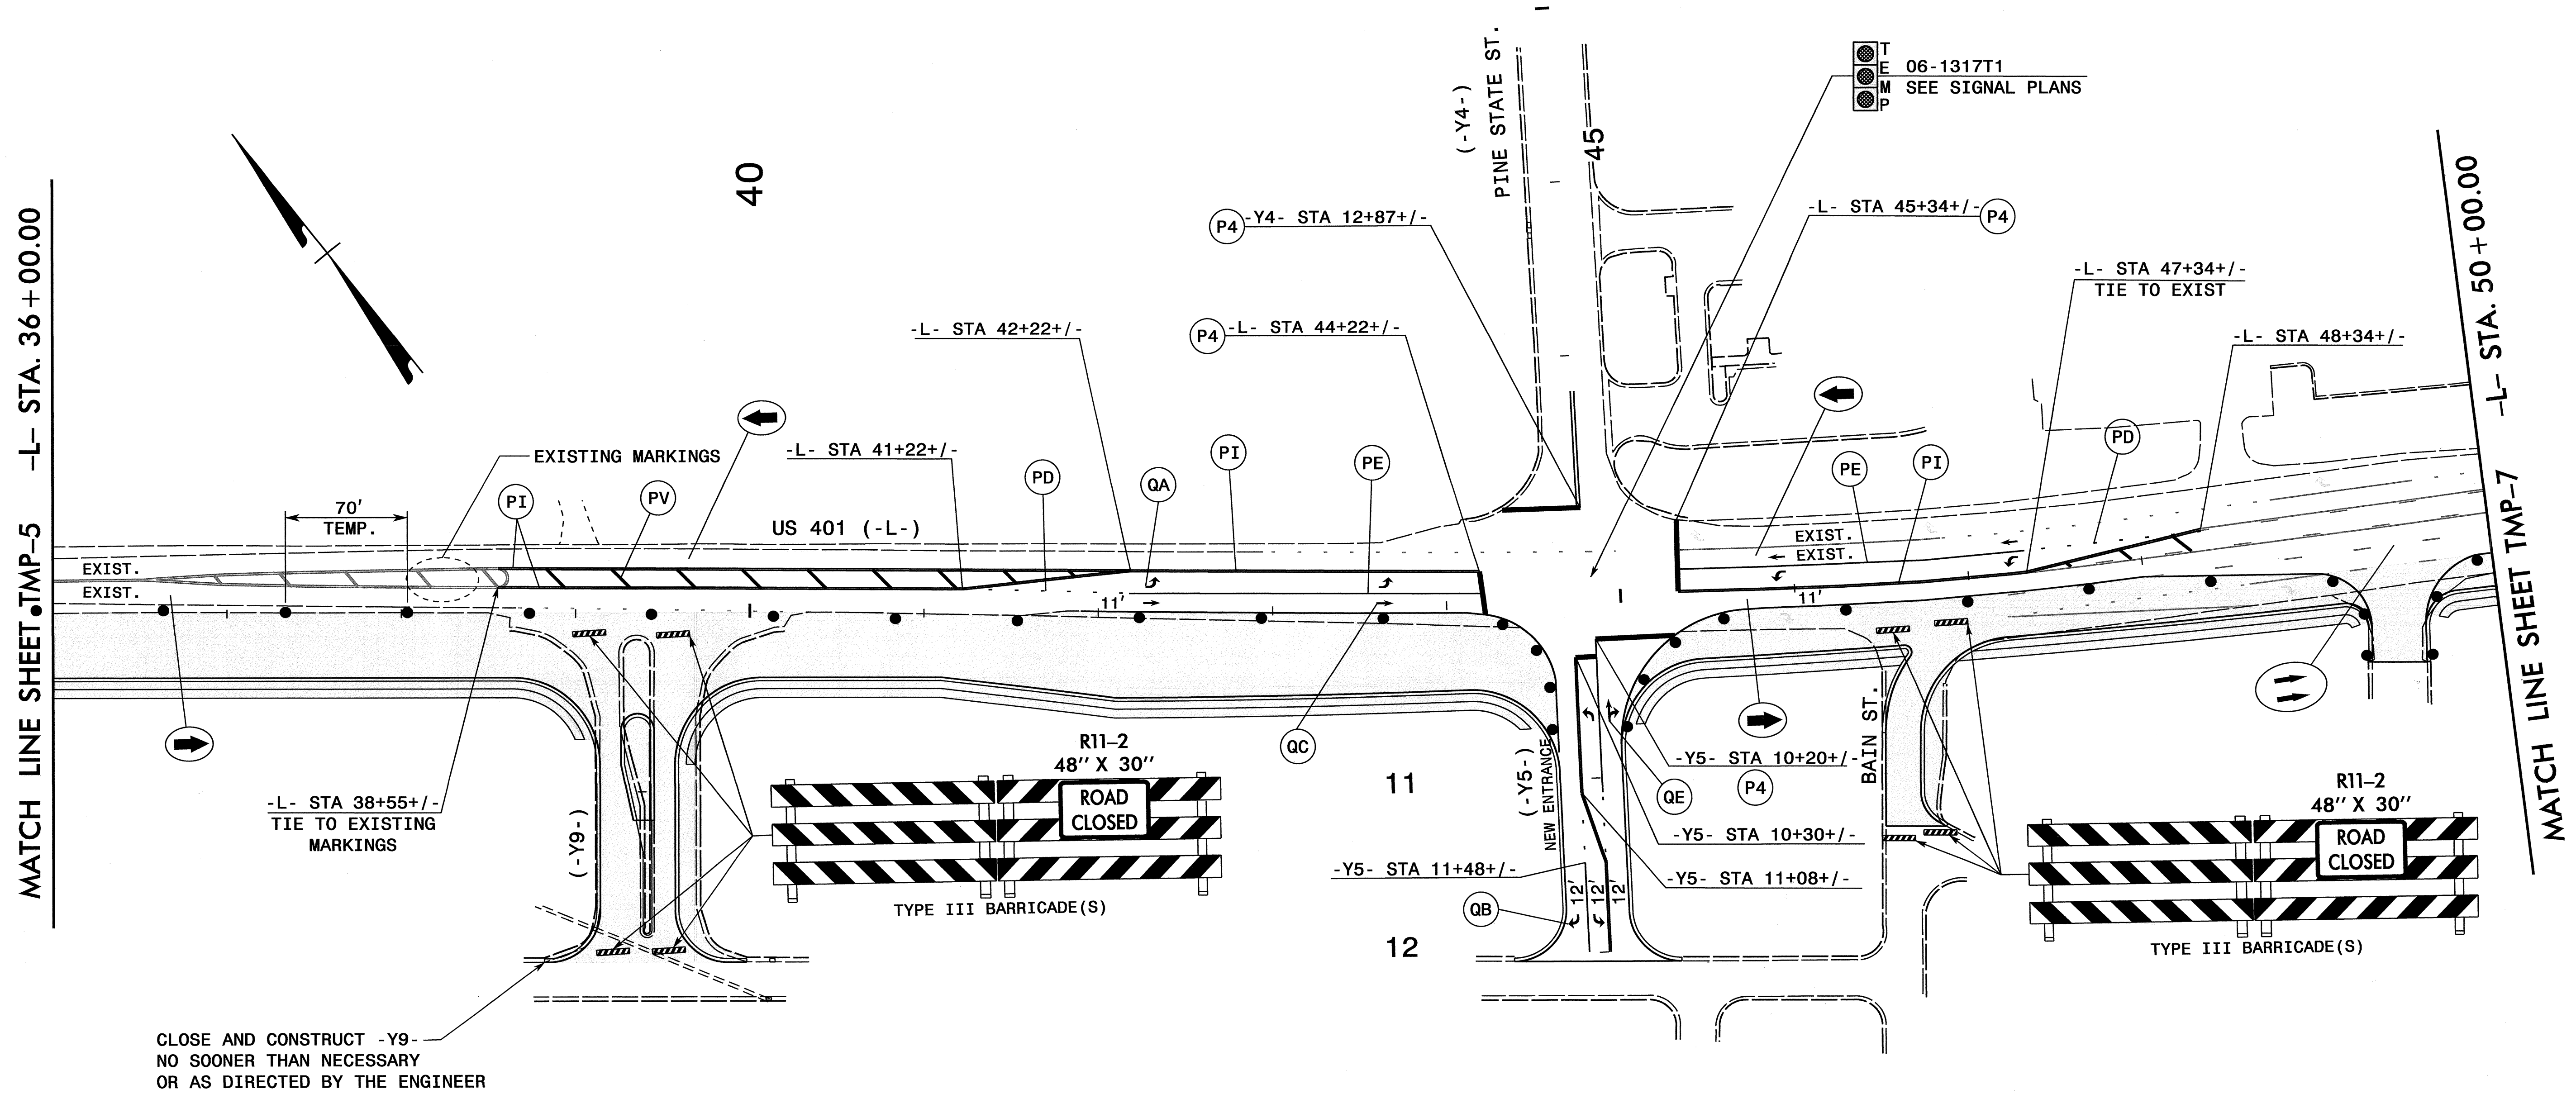 MATCH LINE SHEET TMP–5 -L- STA. 36+00.00
40
45
(-Y4-)
PINE STATE ST.
T
E
M
P
06-1317T1
SEE SIGNAL PLANS
P4 -Y4- STA 12+87+/-
-L- STA 45+34+/- P4
-L- STA 42+22+/-
P4 -L- STA 44+22+/-
-L- STA 47+34+/-
TIE TO EXIST
-L- STA 48+34+/-
-L- STA 41+22+/-
EXISTING MARKINGS
PI
PV
PD
QA
PI
PE
PE
PI
PD
70'
TEMP.
US 401 (-L-)
EXIST.
EXIST.
EXIST.
EXIST.
11'
11'
-L- STA 38+55+/-
TIE TO EXISTING
MARKINGS
(-Y9-)
R11–2
48" X 30"
ROAD
CLOSED
TYPE III BARRICADE(S)
QC
11
12
(-Y5-)
NEW ENTRANCE
-Y5- STA 10+20+/-
P4
QE
-Y5- STA 10+30+/-
-Y5- STA 11+08+/-
-Y5- STA 11+48+/-
QB
12'
12'
12'
BAIN ST.
R11–2
48" X 30"
ROAD
CLOSED
TYPE III BARRICADE(S)
CLOSE AND CONSTRUCT -Y9-
NO SOONER THAN NECESSARY
OR AS DIRECTED BY THE ENGINEER
MATCH LINE SHEET TMP–7 -L- STA. 50+00.00